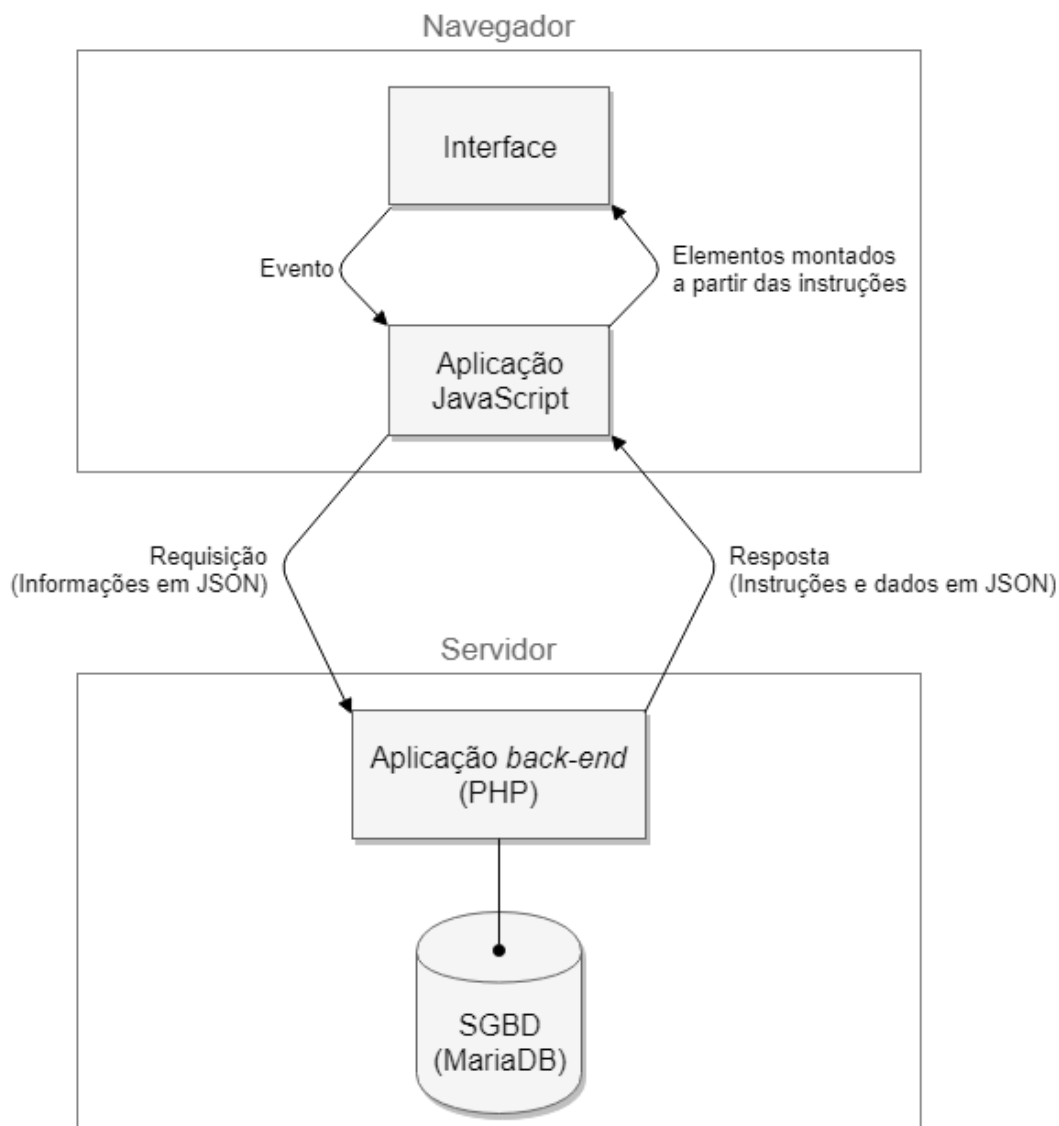 Navegador
Interface
Evento
Elementos montados
a partir das instruções
Aplicação
JavaScript
Requisição
(Informações em JSON)
Resposta
(Instruções e dados em JSON)
Servidor
Aplicação back-end
(PHP)
SGBD
(MariaDB)